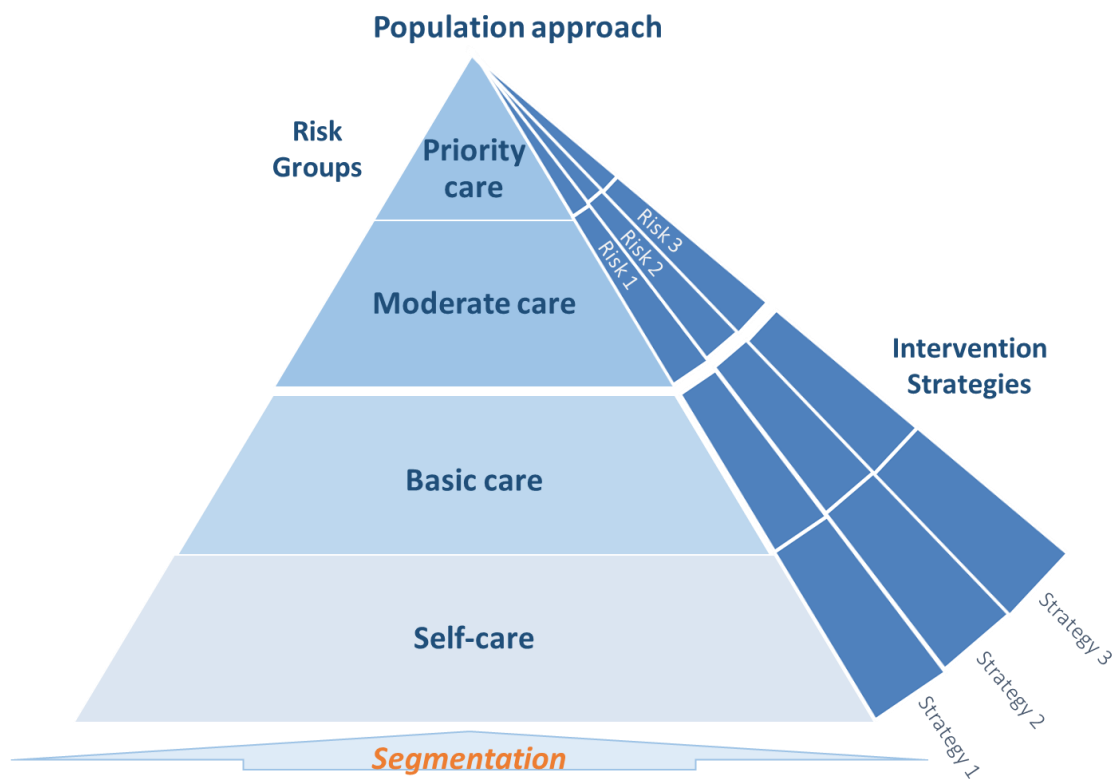 Population approach
Risk
Groups
Priority
care
Risk 3
Risk 2
Risk 1
Moderate care
Intervention
Strategies
Basic care
Self-care
Strategy 3
Strategy 2
Strategy 1
Segmentation